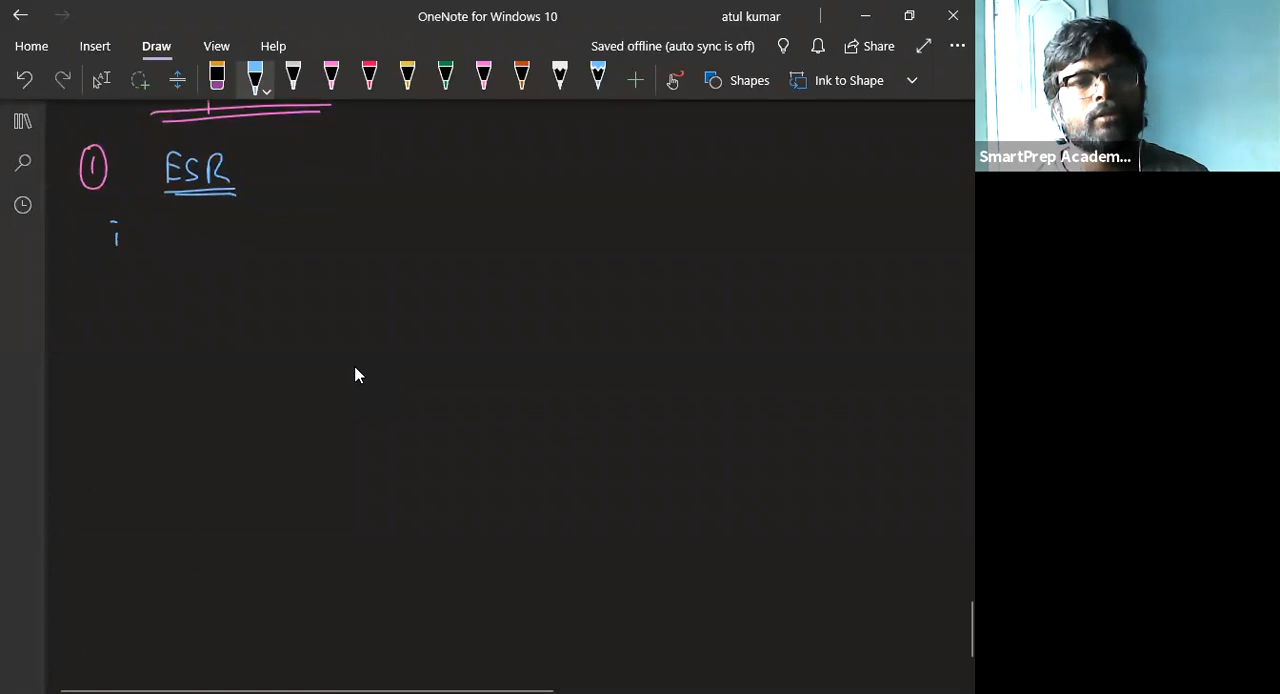 OneNote for Windows 10
atul kumar
Home Insert Draw View Help
Saved offline (auto sync is off)
Share
Shapes
Ink to Shape
SmartPrep Academ...
1 ESR
i